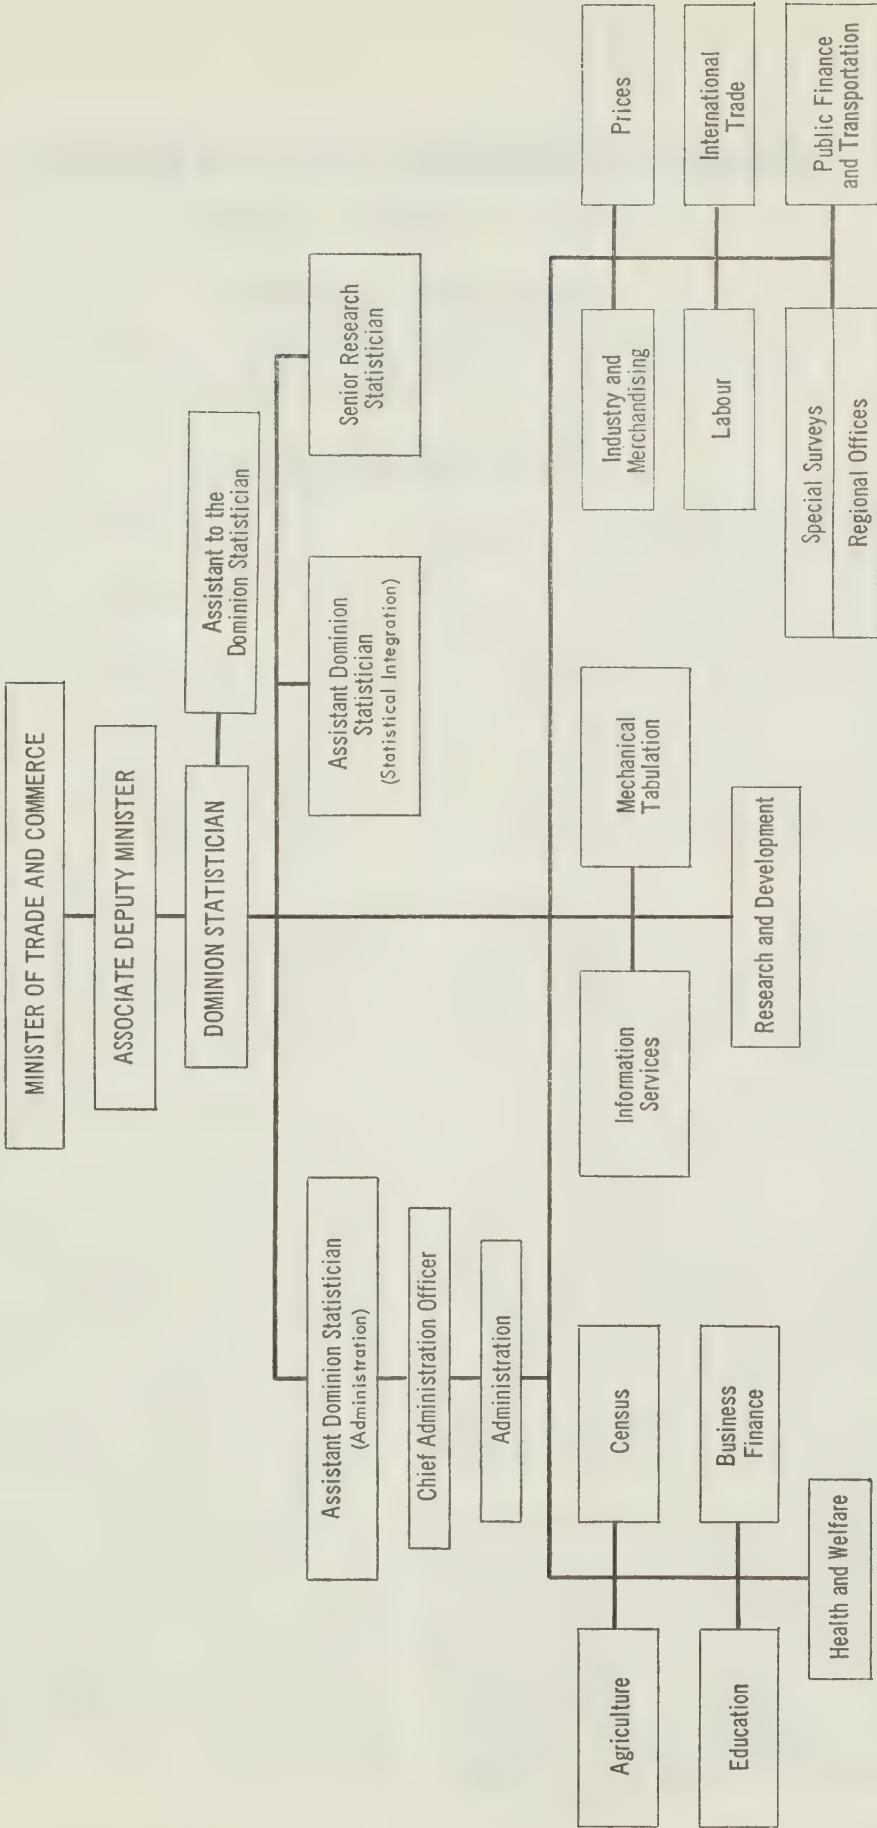 MINISTER OF TRADE AND COMMERCE
ASSOCIATE DEPUTY MINISTER
DOMINION STATISTICIAN
Assistant to the
Dominion Statistician
Assistant Dominion Statistician
(Administration)
Assistant Dominion
Statistician
(Statistical Integration)
Senior Research
Statistician
Chief Administration Officer
Administration
Agriculture
Census
Education
Business
Finance
Health and Welfare
Information
Services
Mechanical
Tabulation
Research and Development
Industry and
Merchandising
Prices
Labour
International
Trade
Special Surveys
Regional Offices
Public Finance
and Transportation